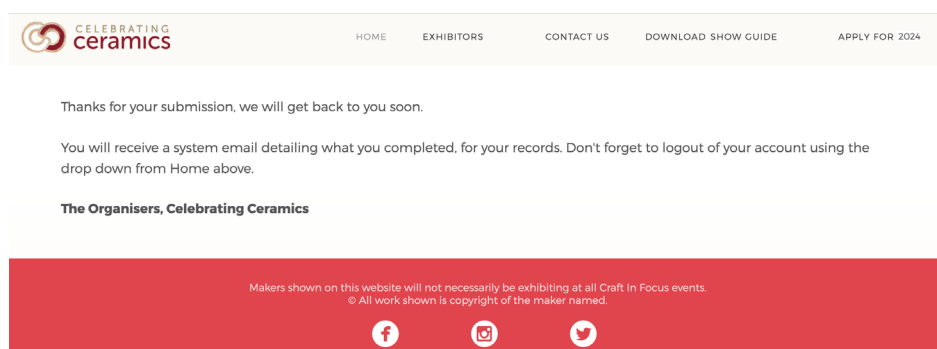 CELEBRATING
ceramics
HOME EXHIBITORS CONTACT US DOWNLOAD SHOW GUIDE APPLY FOR 2024
Thanks for your submission, we will get back to you soon.
You will receive a system email detailing what you completed, for your records. Don't forget to logout of your account using the
drop down from Home above.
The Organisers, Celebrating Ceramics
Makers shown on this website will not necessarily be exhibiting at all Craft In Focus events.
© All work shown is copyright of the maker named.